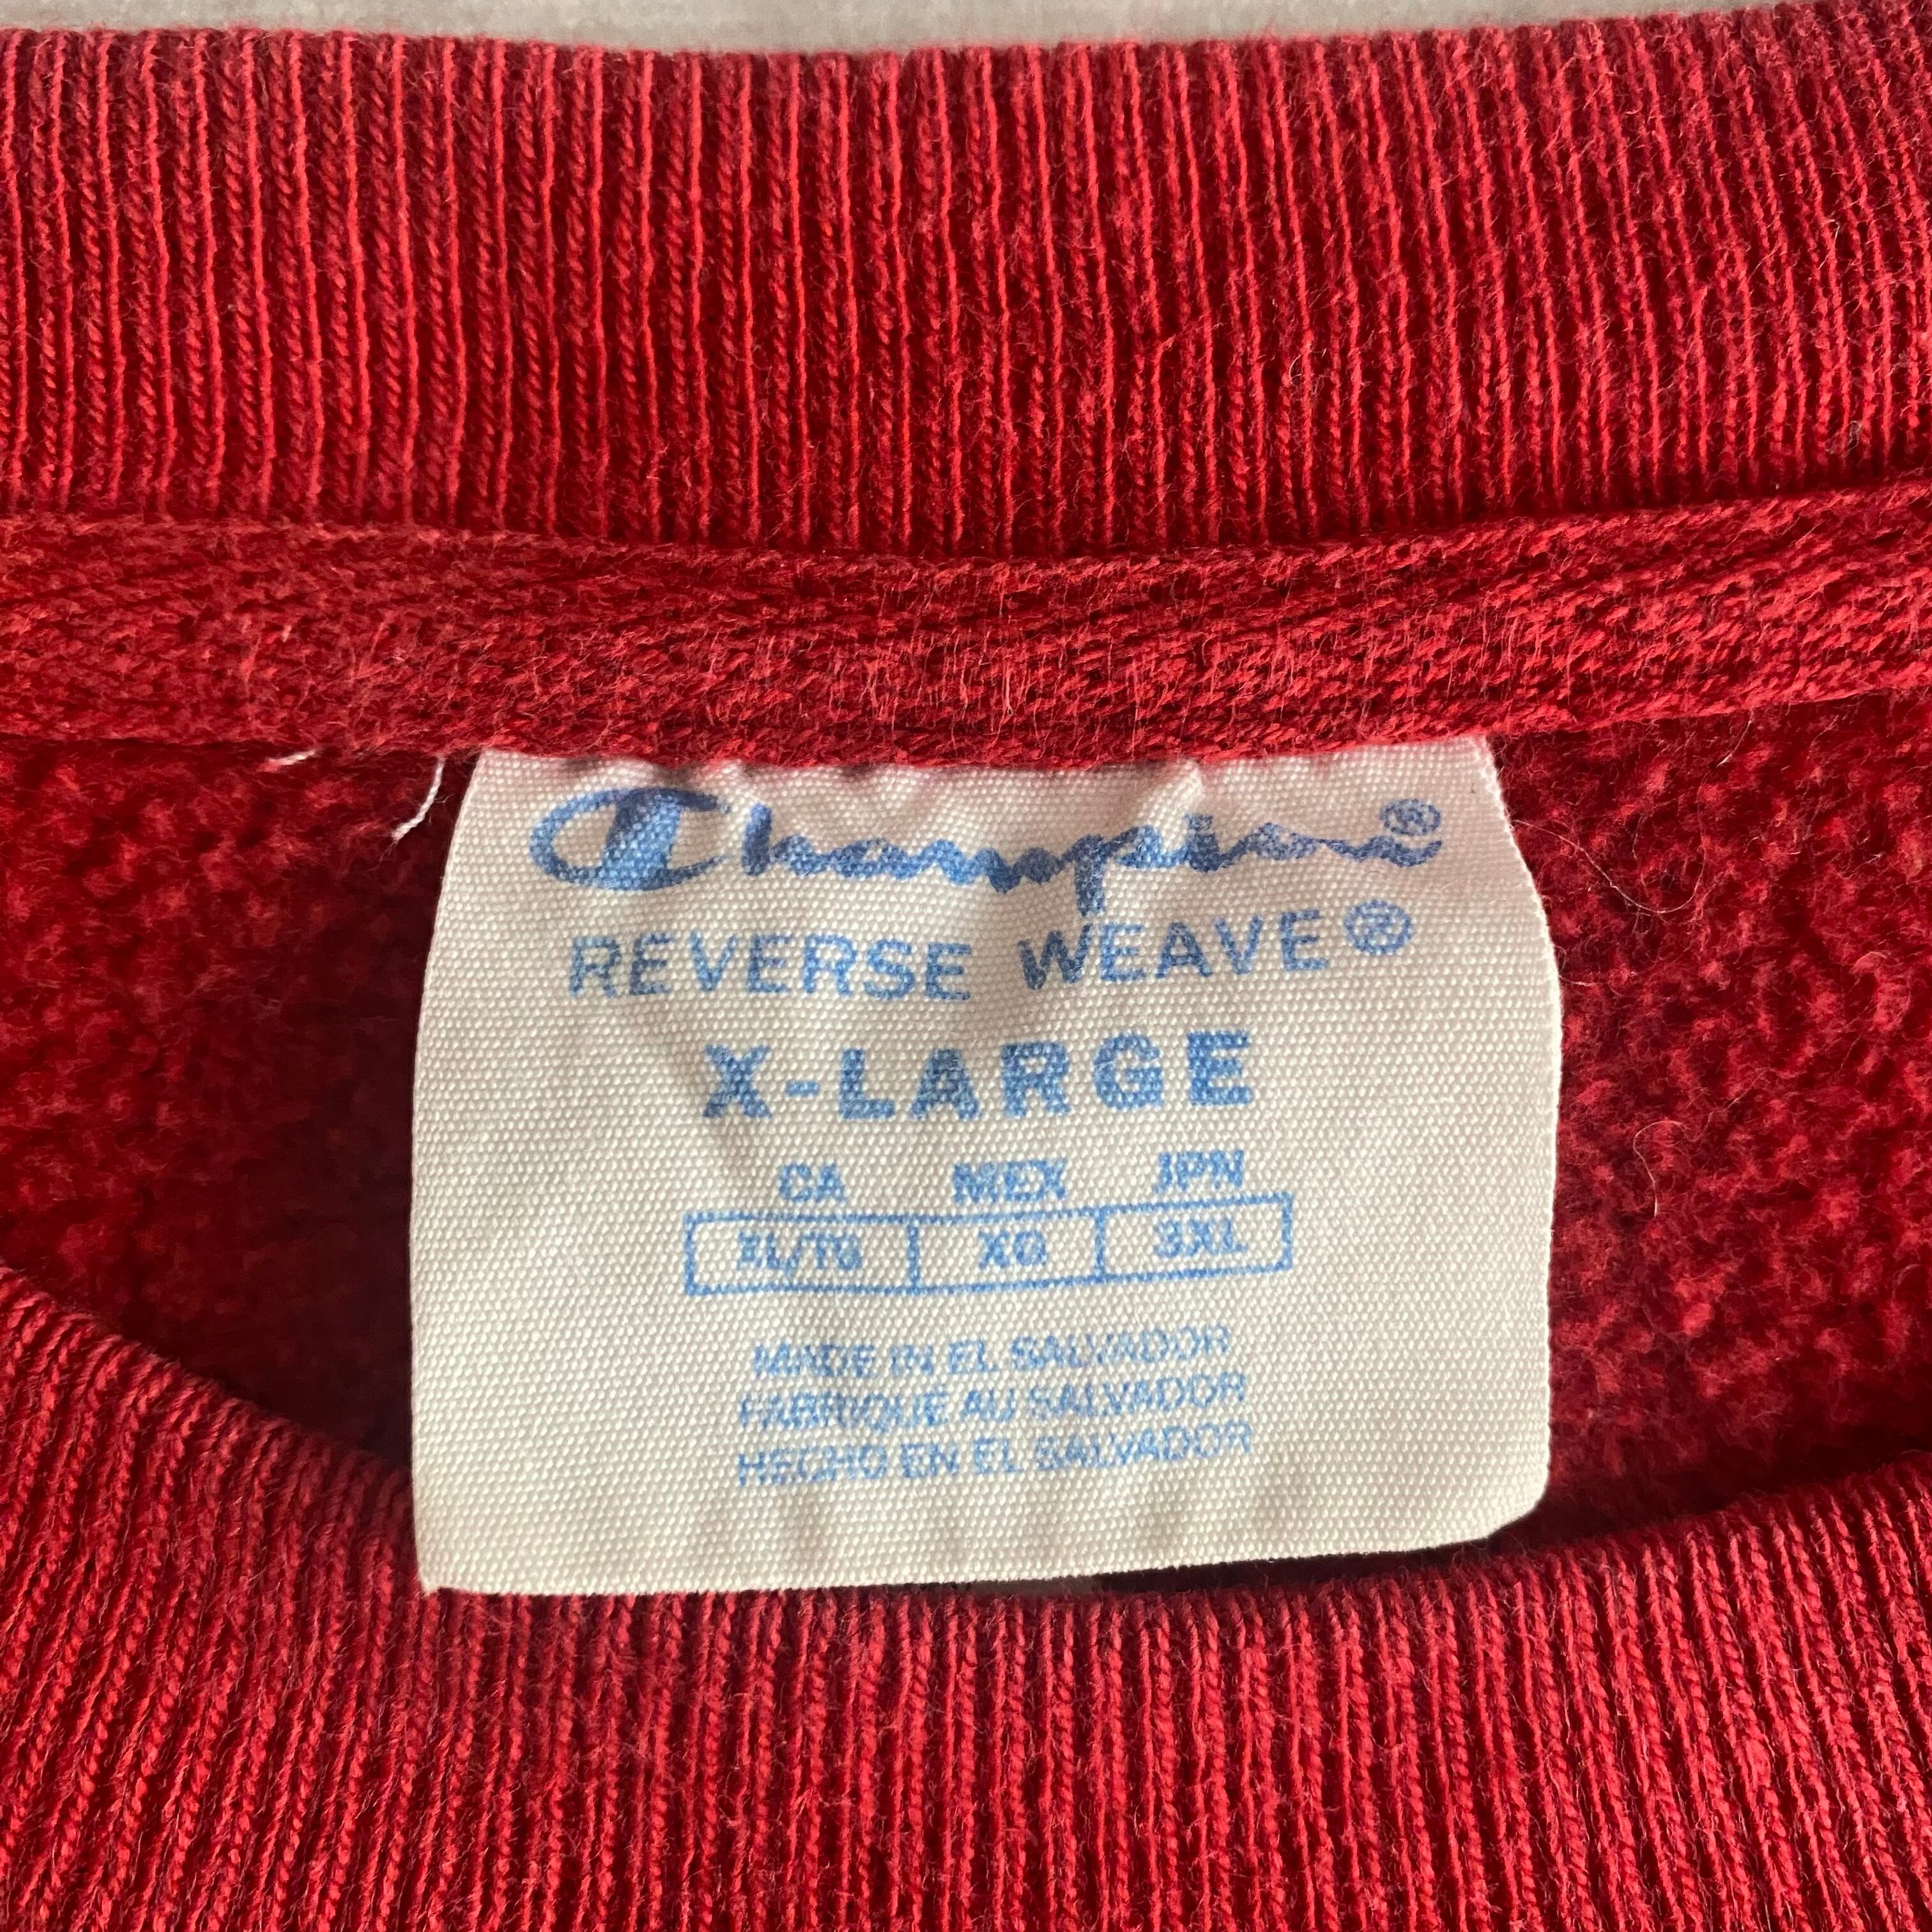 Champion®
REVERSE WEAVE®
X-LARGE
CA MEX JPN
XL/TG XG 3XL
MADE IN EL SALVADOR
FABRIQUÉ AU SALVADOR
HECHO EN EL SALVADOR